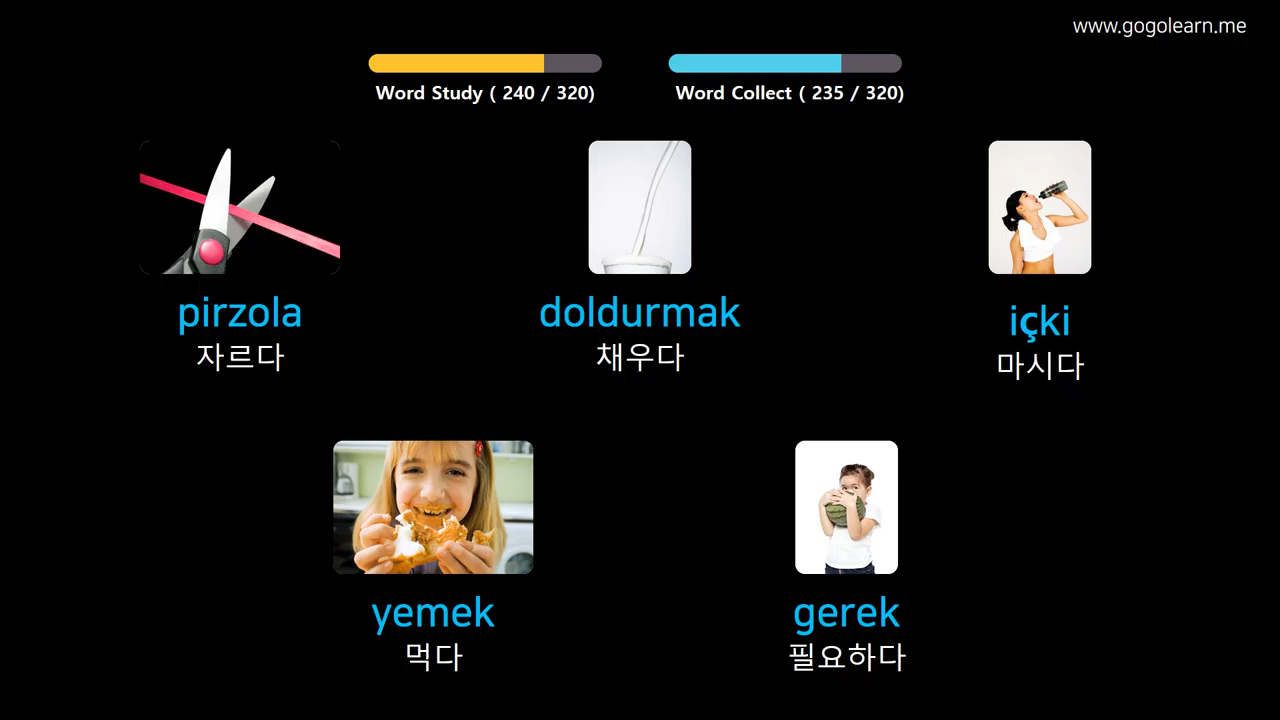 www.gogolearn.me
Word Study ( 240 / 320)
Word Collect ( 235 / 320)
pirzola
자르다
doldurmak
채우다
içki
마시다
yemek
먹다
gerek
필요하다